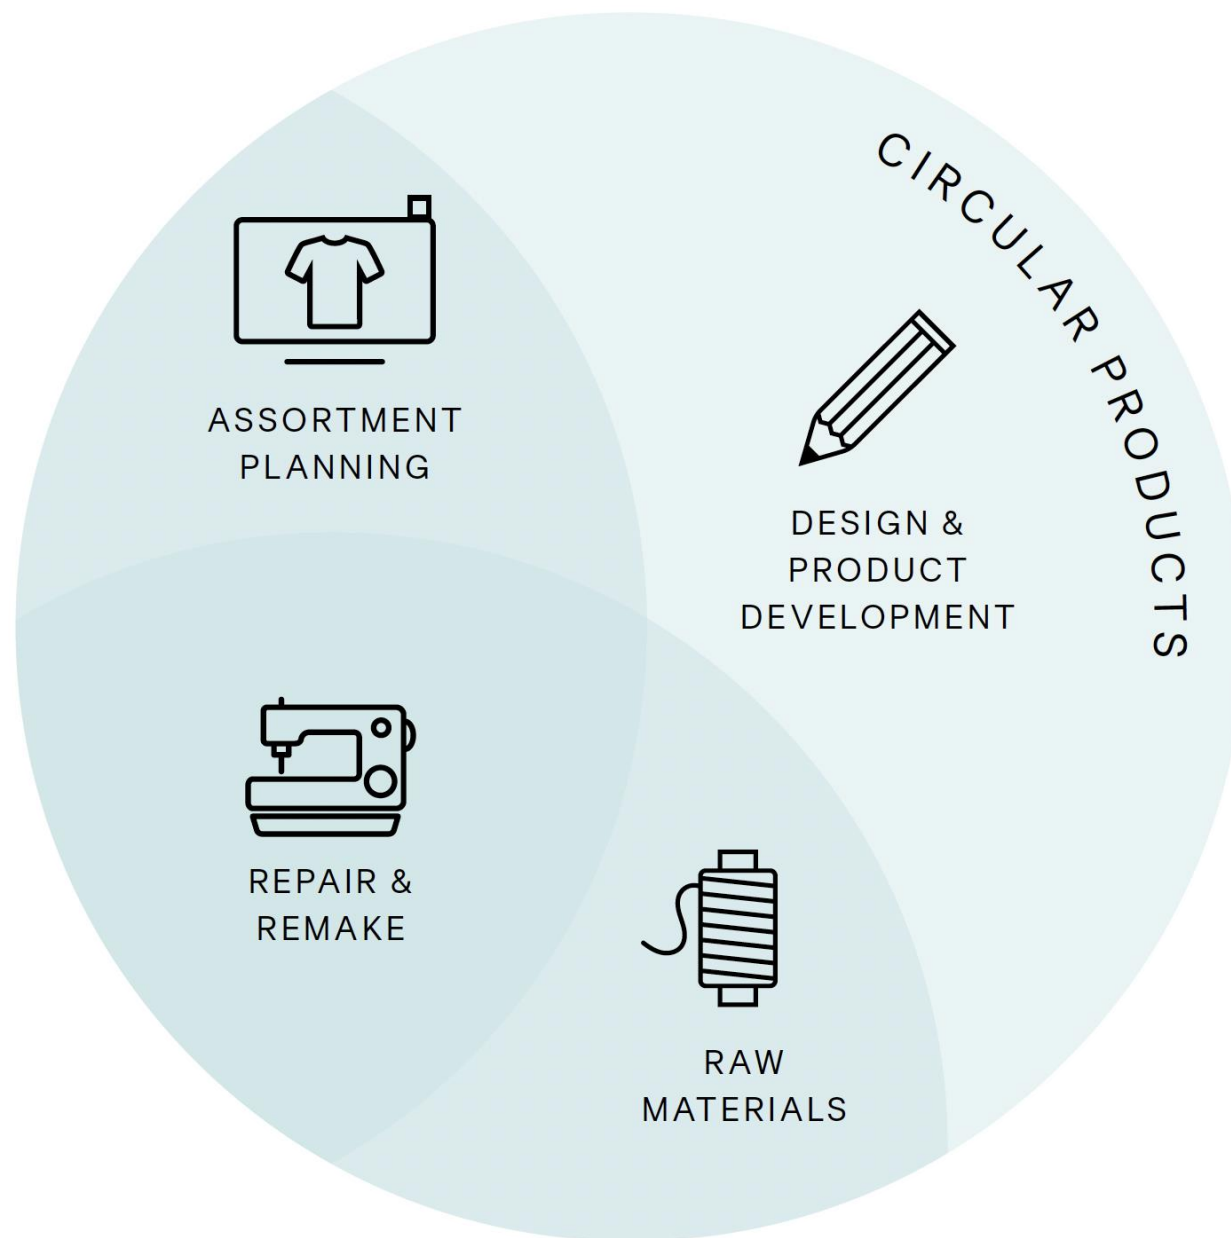 CIRCULAR PRODUCTS
ASSORTMENT
PLANNING
DESIGN &
PRODUCT
DEVELOPMENT
REPAIR &
REMAKE
RAW
MATERIALS